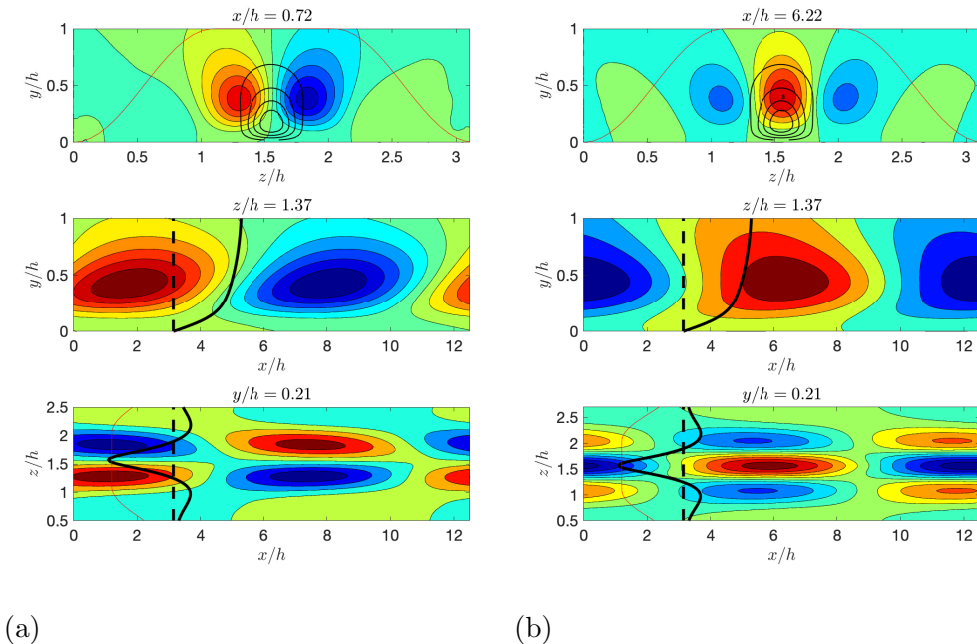 x/h = 0.72
y/h
1
0.5
0
0 0.5 1 1.5 2 2.5 3
z/h
z/h = 1.37
y/h
1
0.5
0
0 2 4 6 8 10 12
x/h
y/h = 0.21
z/h
2.5
2
1.5
1
0.5
0 2 4 6 8 10 12
x/h
(a)
x/h = 6.22
y/h
1
0.5
0
0 0.5 1 1.5 2 2.5 3
z/h
z/h = 1.37
y/h
1
0.5
0
0 2 4 6 8 10 12
x/h
y/h = 0.21
z/h
2.5
2
1.5
1
0.5
0 2 4 6 8 10 12
x/h
(b)